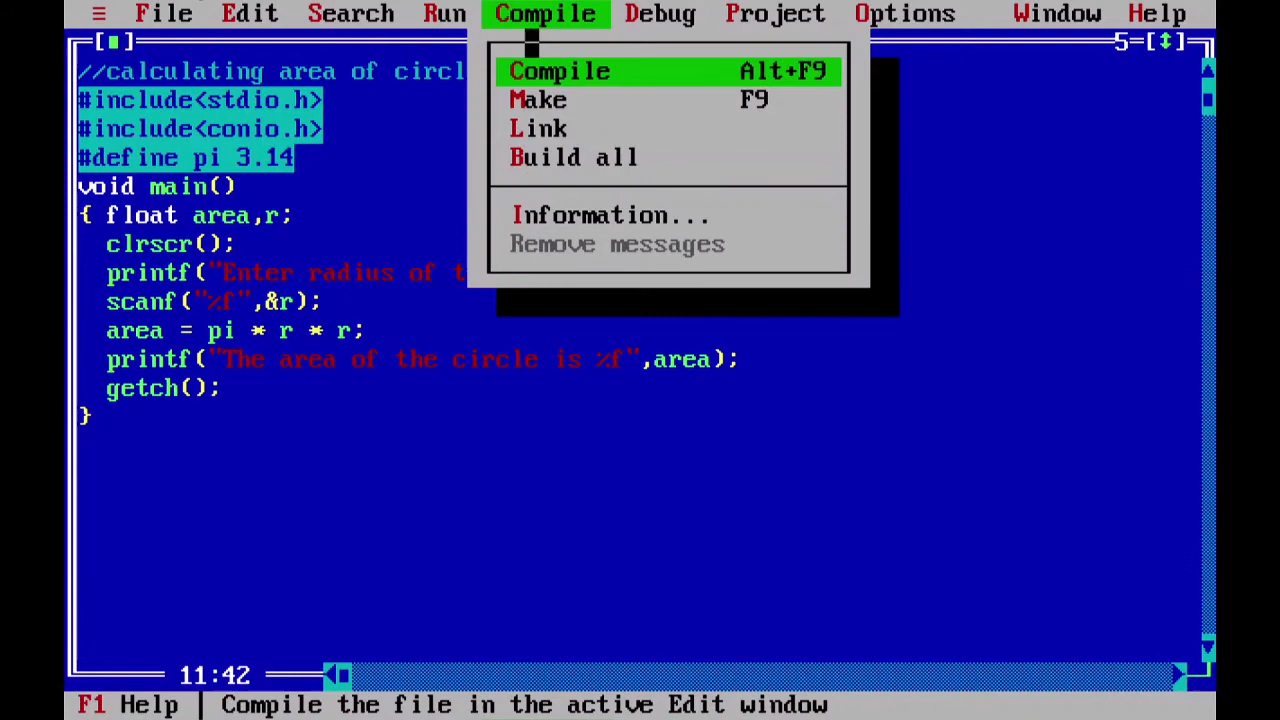 ≡ File Edit Search Run Compile Debug Project Options Window Help
[■] 5=[↕]
Compile Alt+F9
Make F9
Link
Build all
Information...
Remove messages
//calculating area of circl
#include<stdio.h>
#include<conio.h>
#define pi 3.14
void main()
{ float area,r;
clrscr();
printf("Enter radius of t
scanf("%f",&r);
area = pi * r * r;
printf("The area of the circle is %f",area);
getch();
}
11:42
F1 Help | Compile the file in the active Edit window